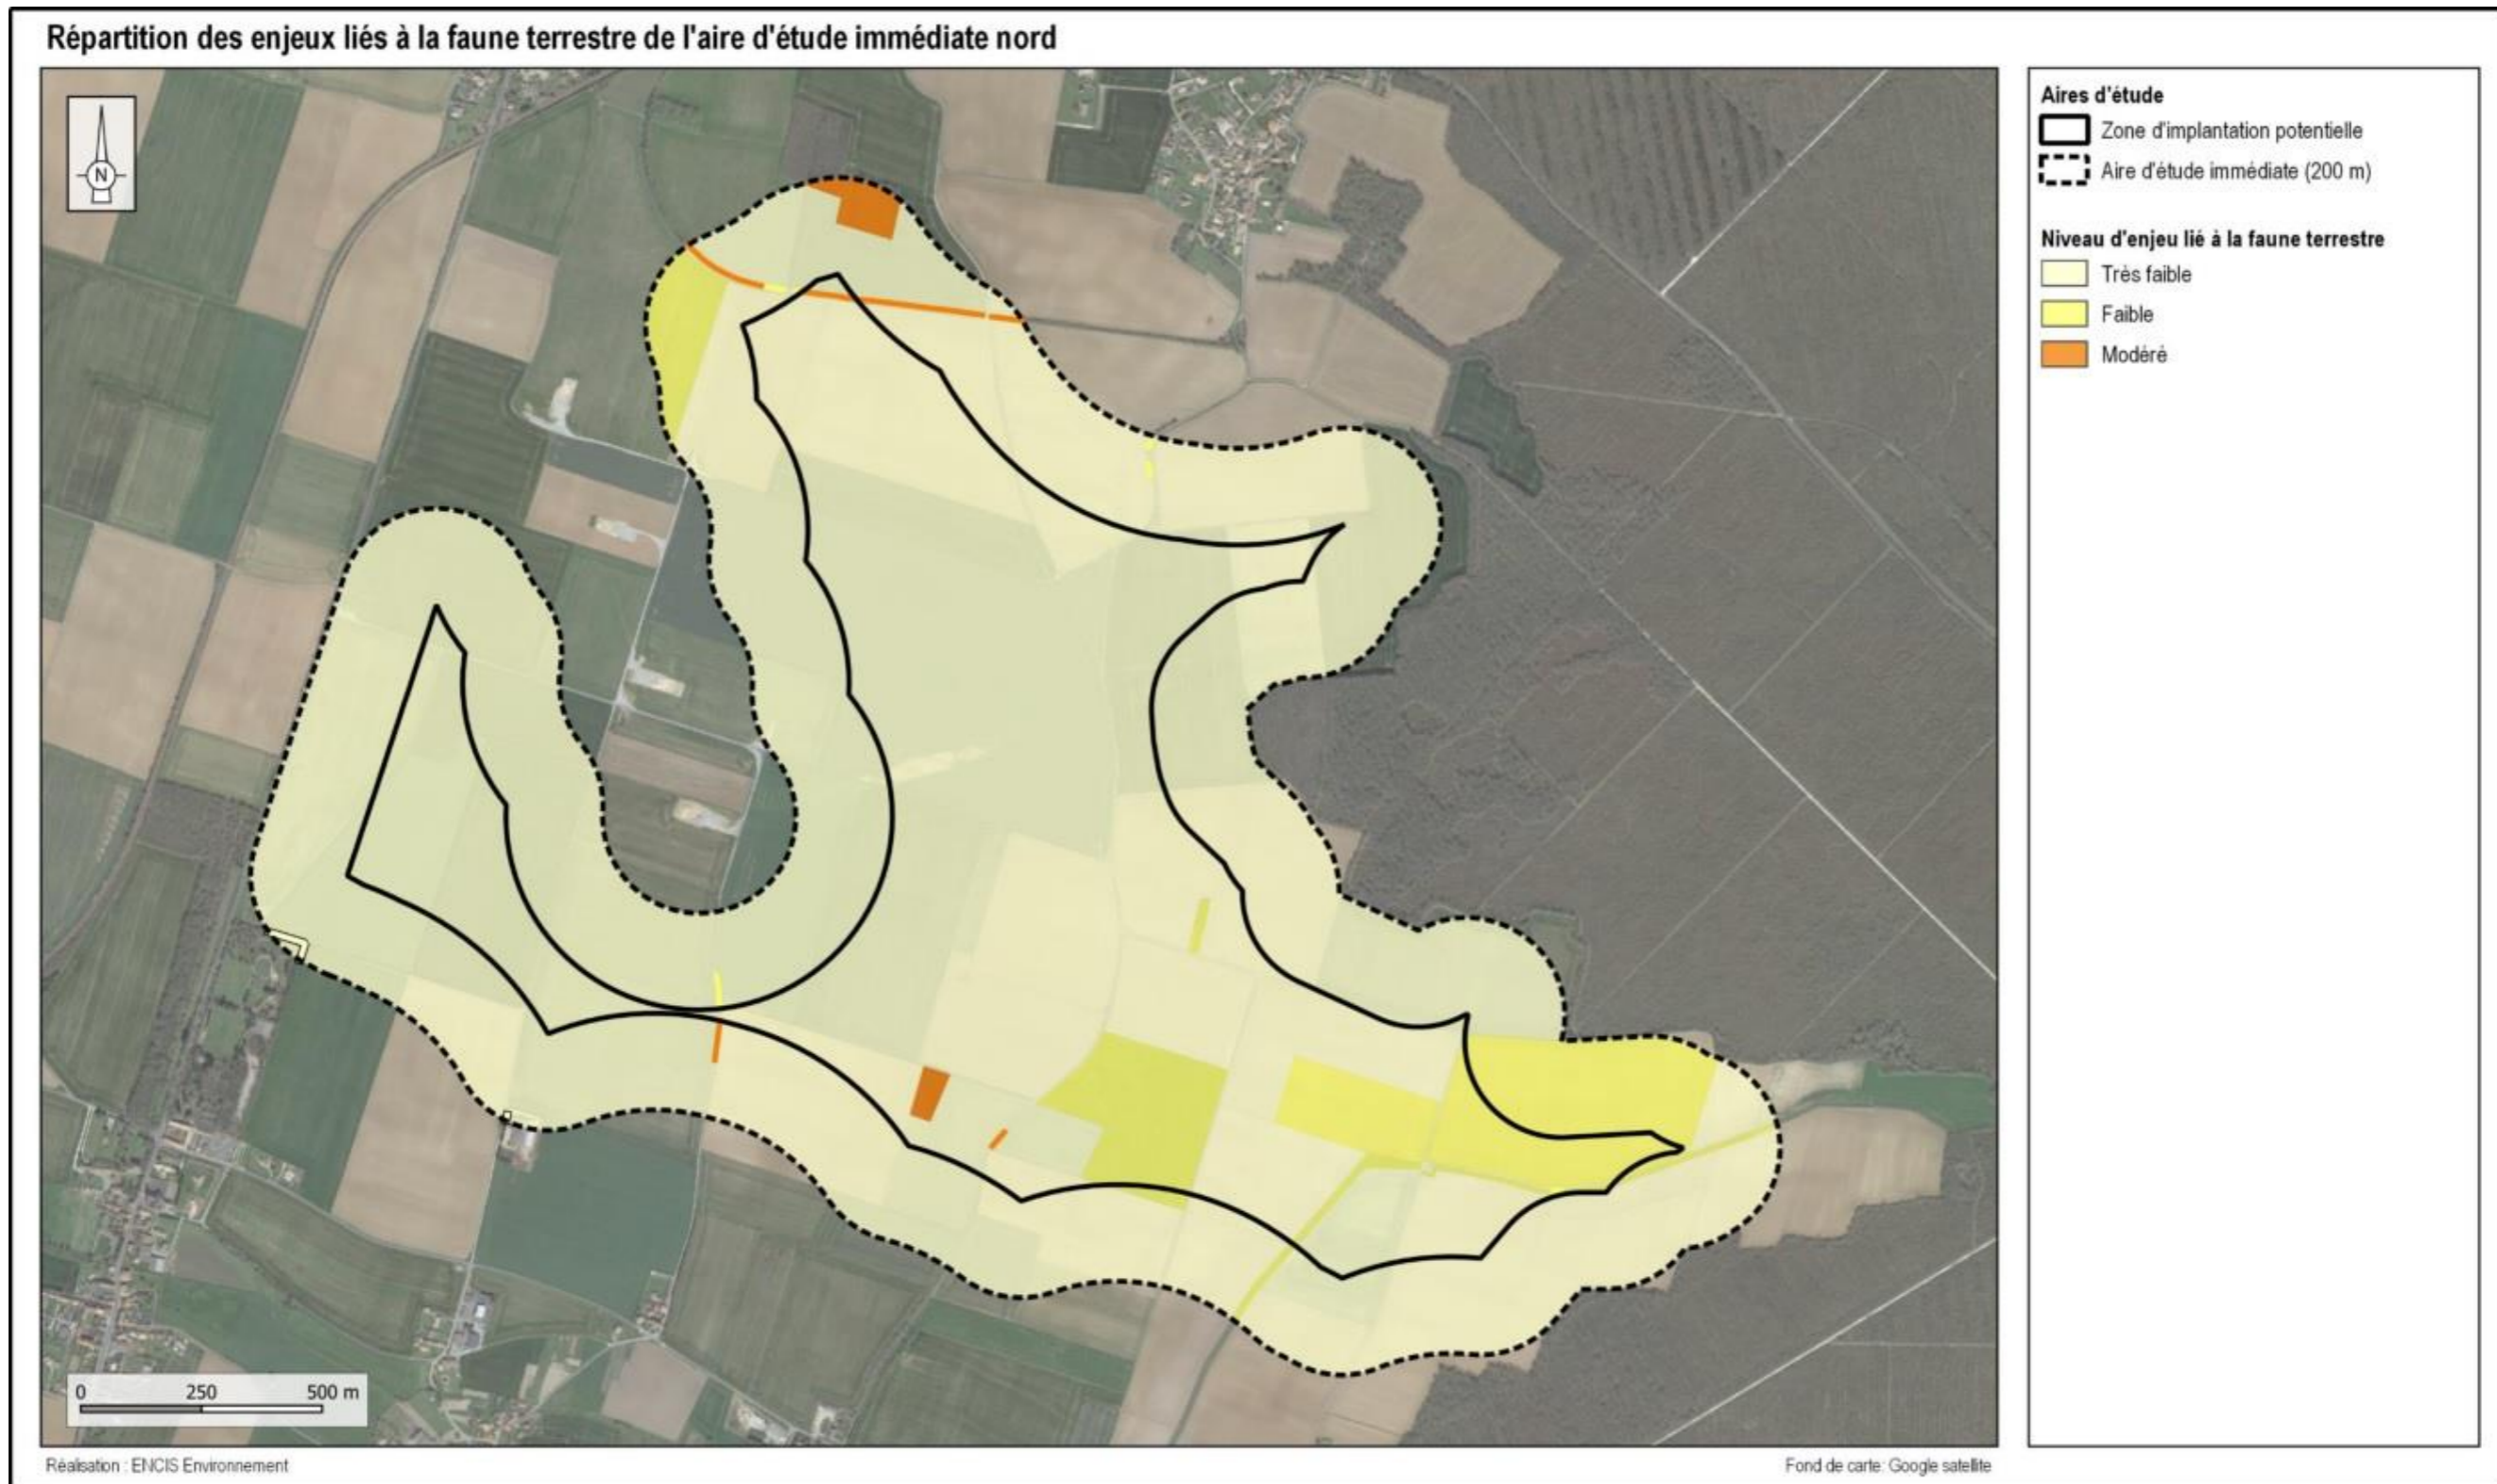 Répartition des enjeux liés à la faune terrestre de l'aire d'étude immédiate nord
N
Aires d'étude
Zone d'implantation potentielle
Aire d'étude immédiate (200 m)
Niveau d'enjeu lié à la faune terrestre
Très faible
Faible
Modéré
0 250 500 m
Réalisation : ENCIS Environnement
Fond de carte: Google satellite